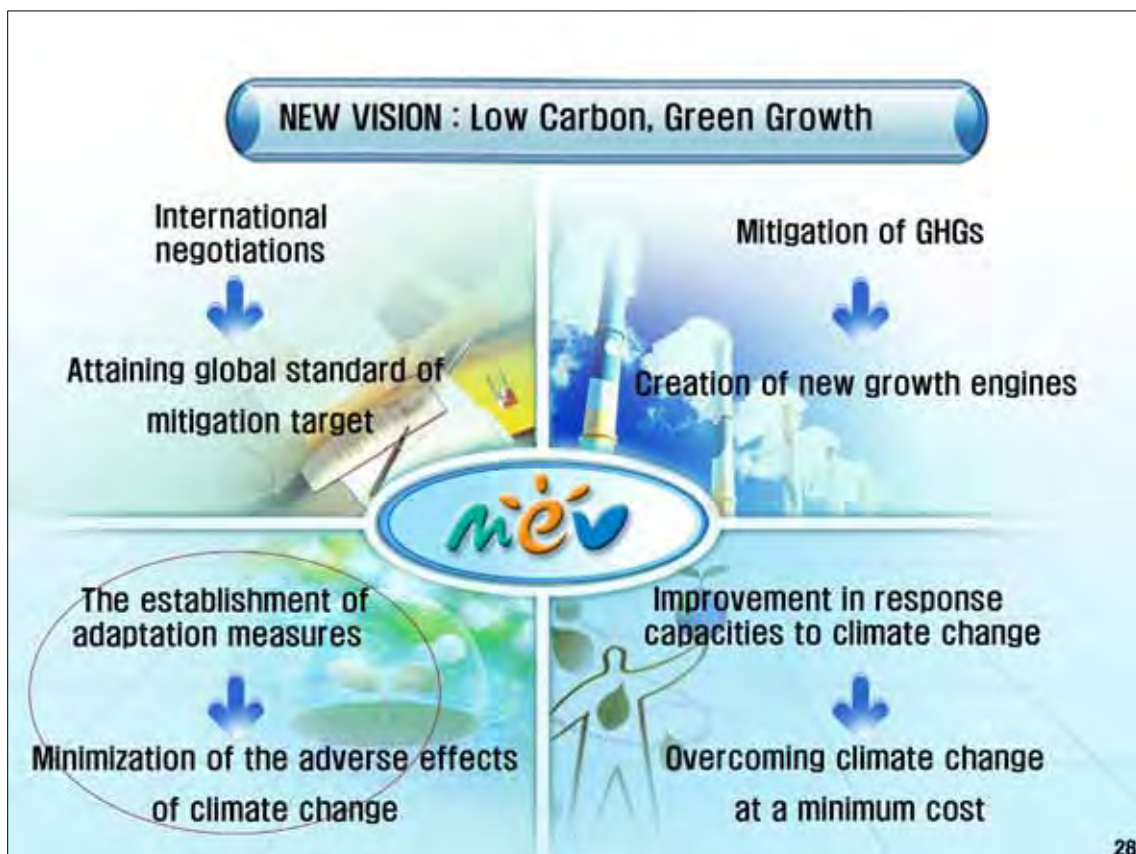 NEW VISION : Low Carbon, Green Growth
International
negotiations
Attaining global standard of
mitigation target
Mitigation of GHGs
Creation of new growth engines
mev
The establishment of
adaptation measures
Minimization of the adverse effects
of climate change
Improvement in response
capacities to climate change
Overcoming climate change
at a minimum cost
28